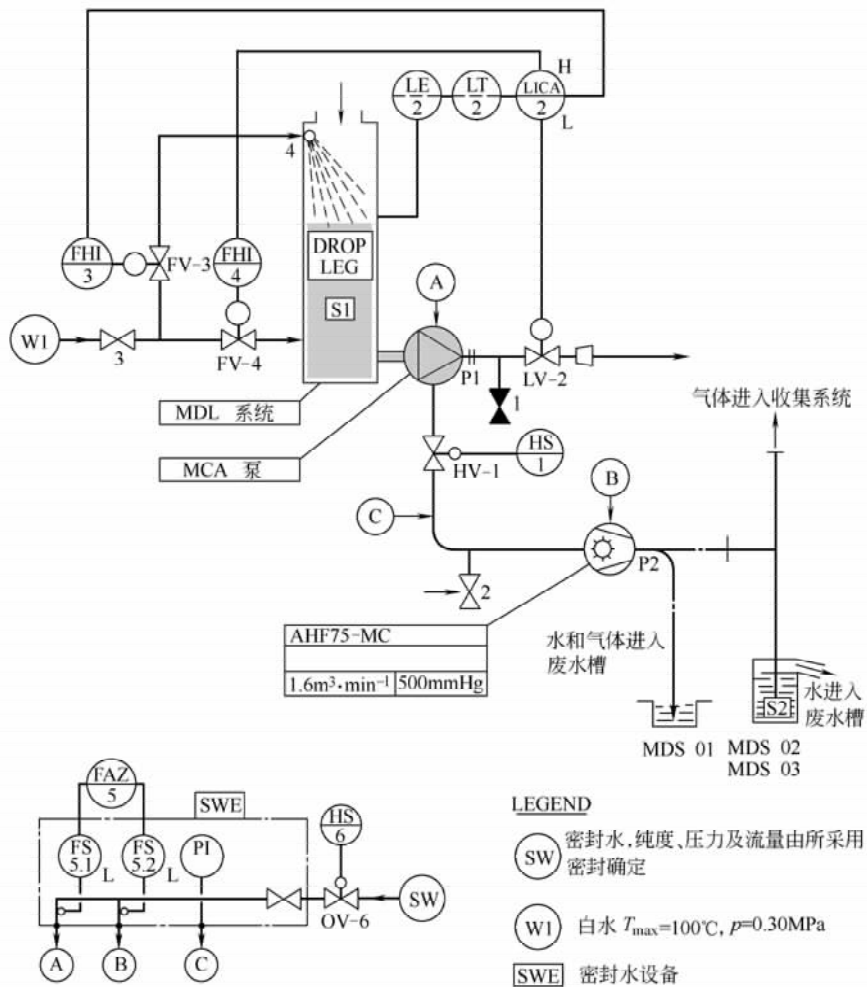 H
LE
2
LT
2
LICA
2
L
4
DROP
LEG
FHI
3
FV-3
FHI
4
S1
A
W1
3
FV-4
P1
LV-2
1
MDL 系统
气体进入收集系统
MCA 泵
HV-1
HS
1
B
C
P2
2
AHF75-MC
1.6m³·min⁻¹ 500mmHg
水和气体进入
废水槽
S2
水进入
废水槽
MDS 01
MDS 02
MDS 03
FAZ
5
SWE
HS
6
FS
5.1
L
FS
5.2
L
PI
SW
OV-6
A
B
C
LEGEND
SW 密封水,纯度、压力及流量由所采用
密封确定
W1 白水 Tmax=100℃, p=0.30MPa
SWE 密封水设备